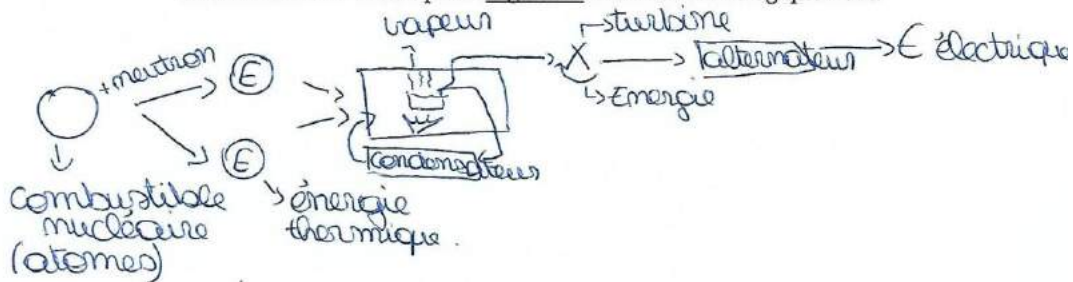 vapeur
turbine
+neutron
E
X
alternateur
E électrique
Energie
E
condensateur
combustible
nucléaire
(atomes)
énergie
thermique.